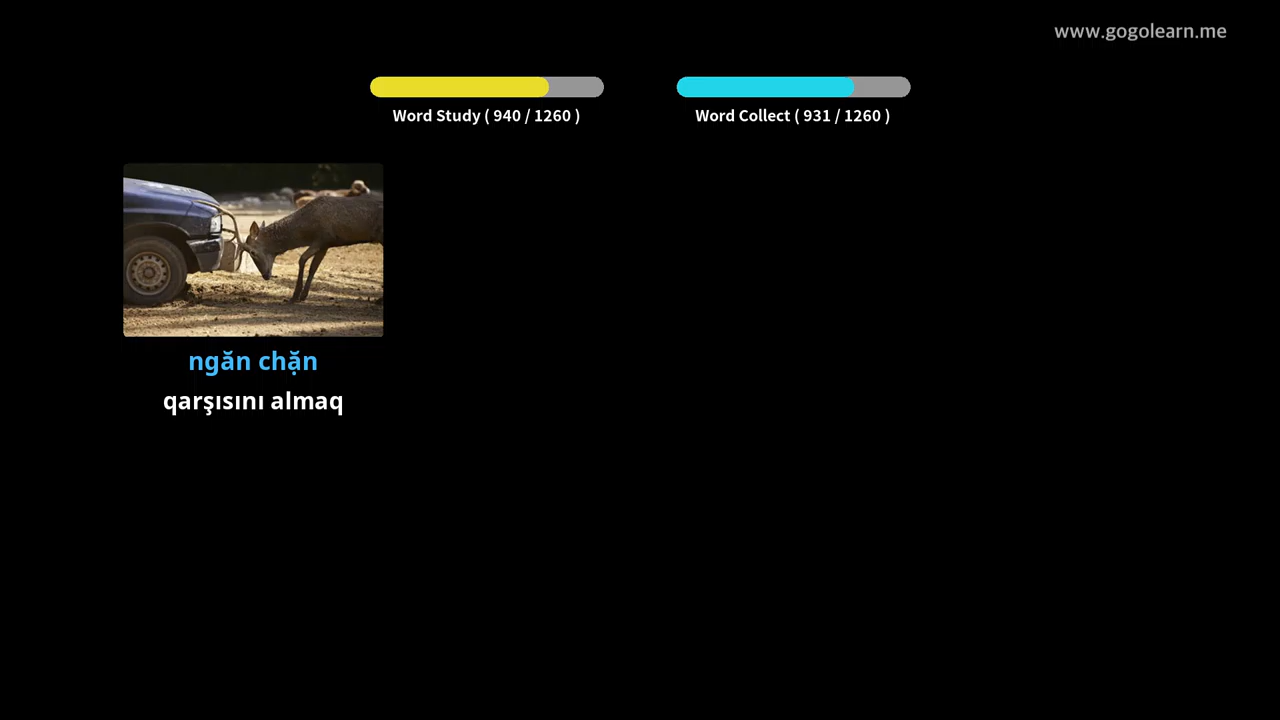 www.gogolearn.me
Word Study ( 940 / 1260 )
Word Collect ( 931 / 1260 )
ngăn chặn
qarşısını almaq